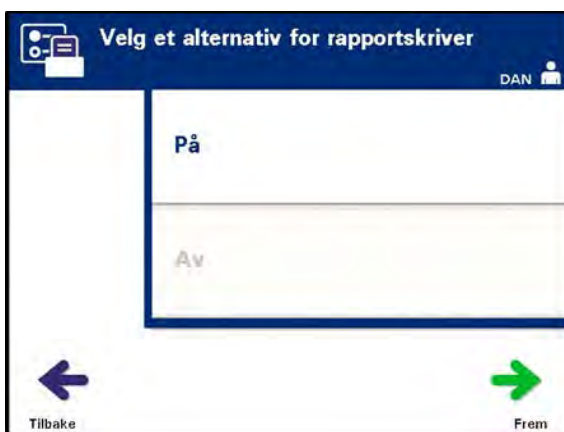 Velg et alternativ for rapportskriver
DAN
På
Av
Tilbake
Frem